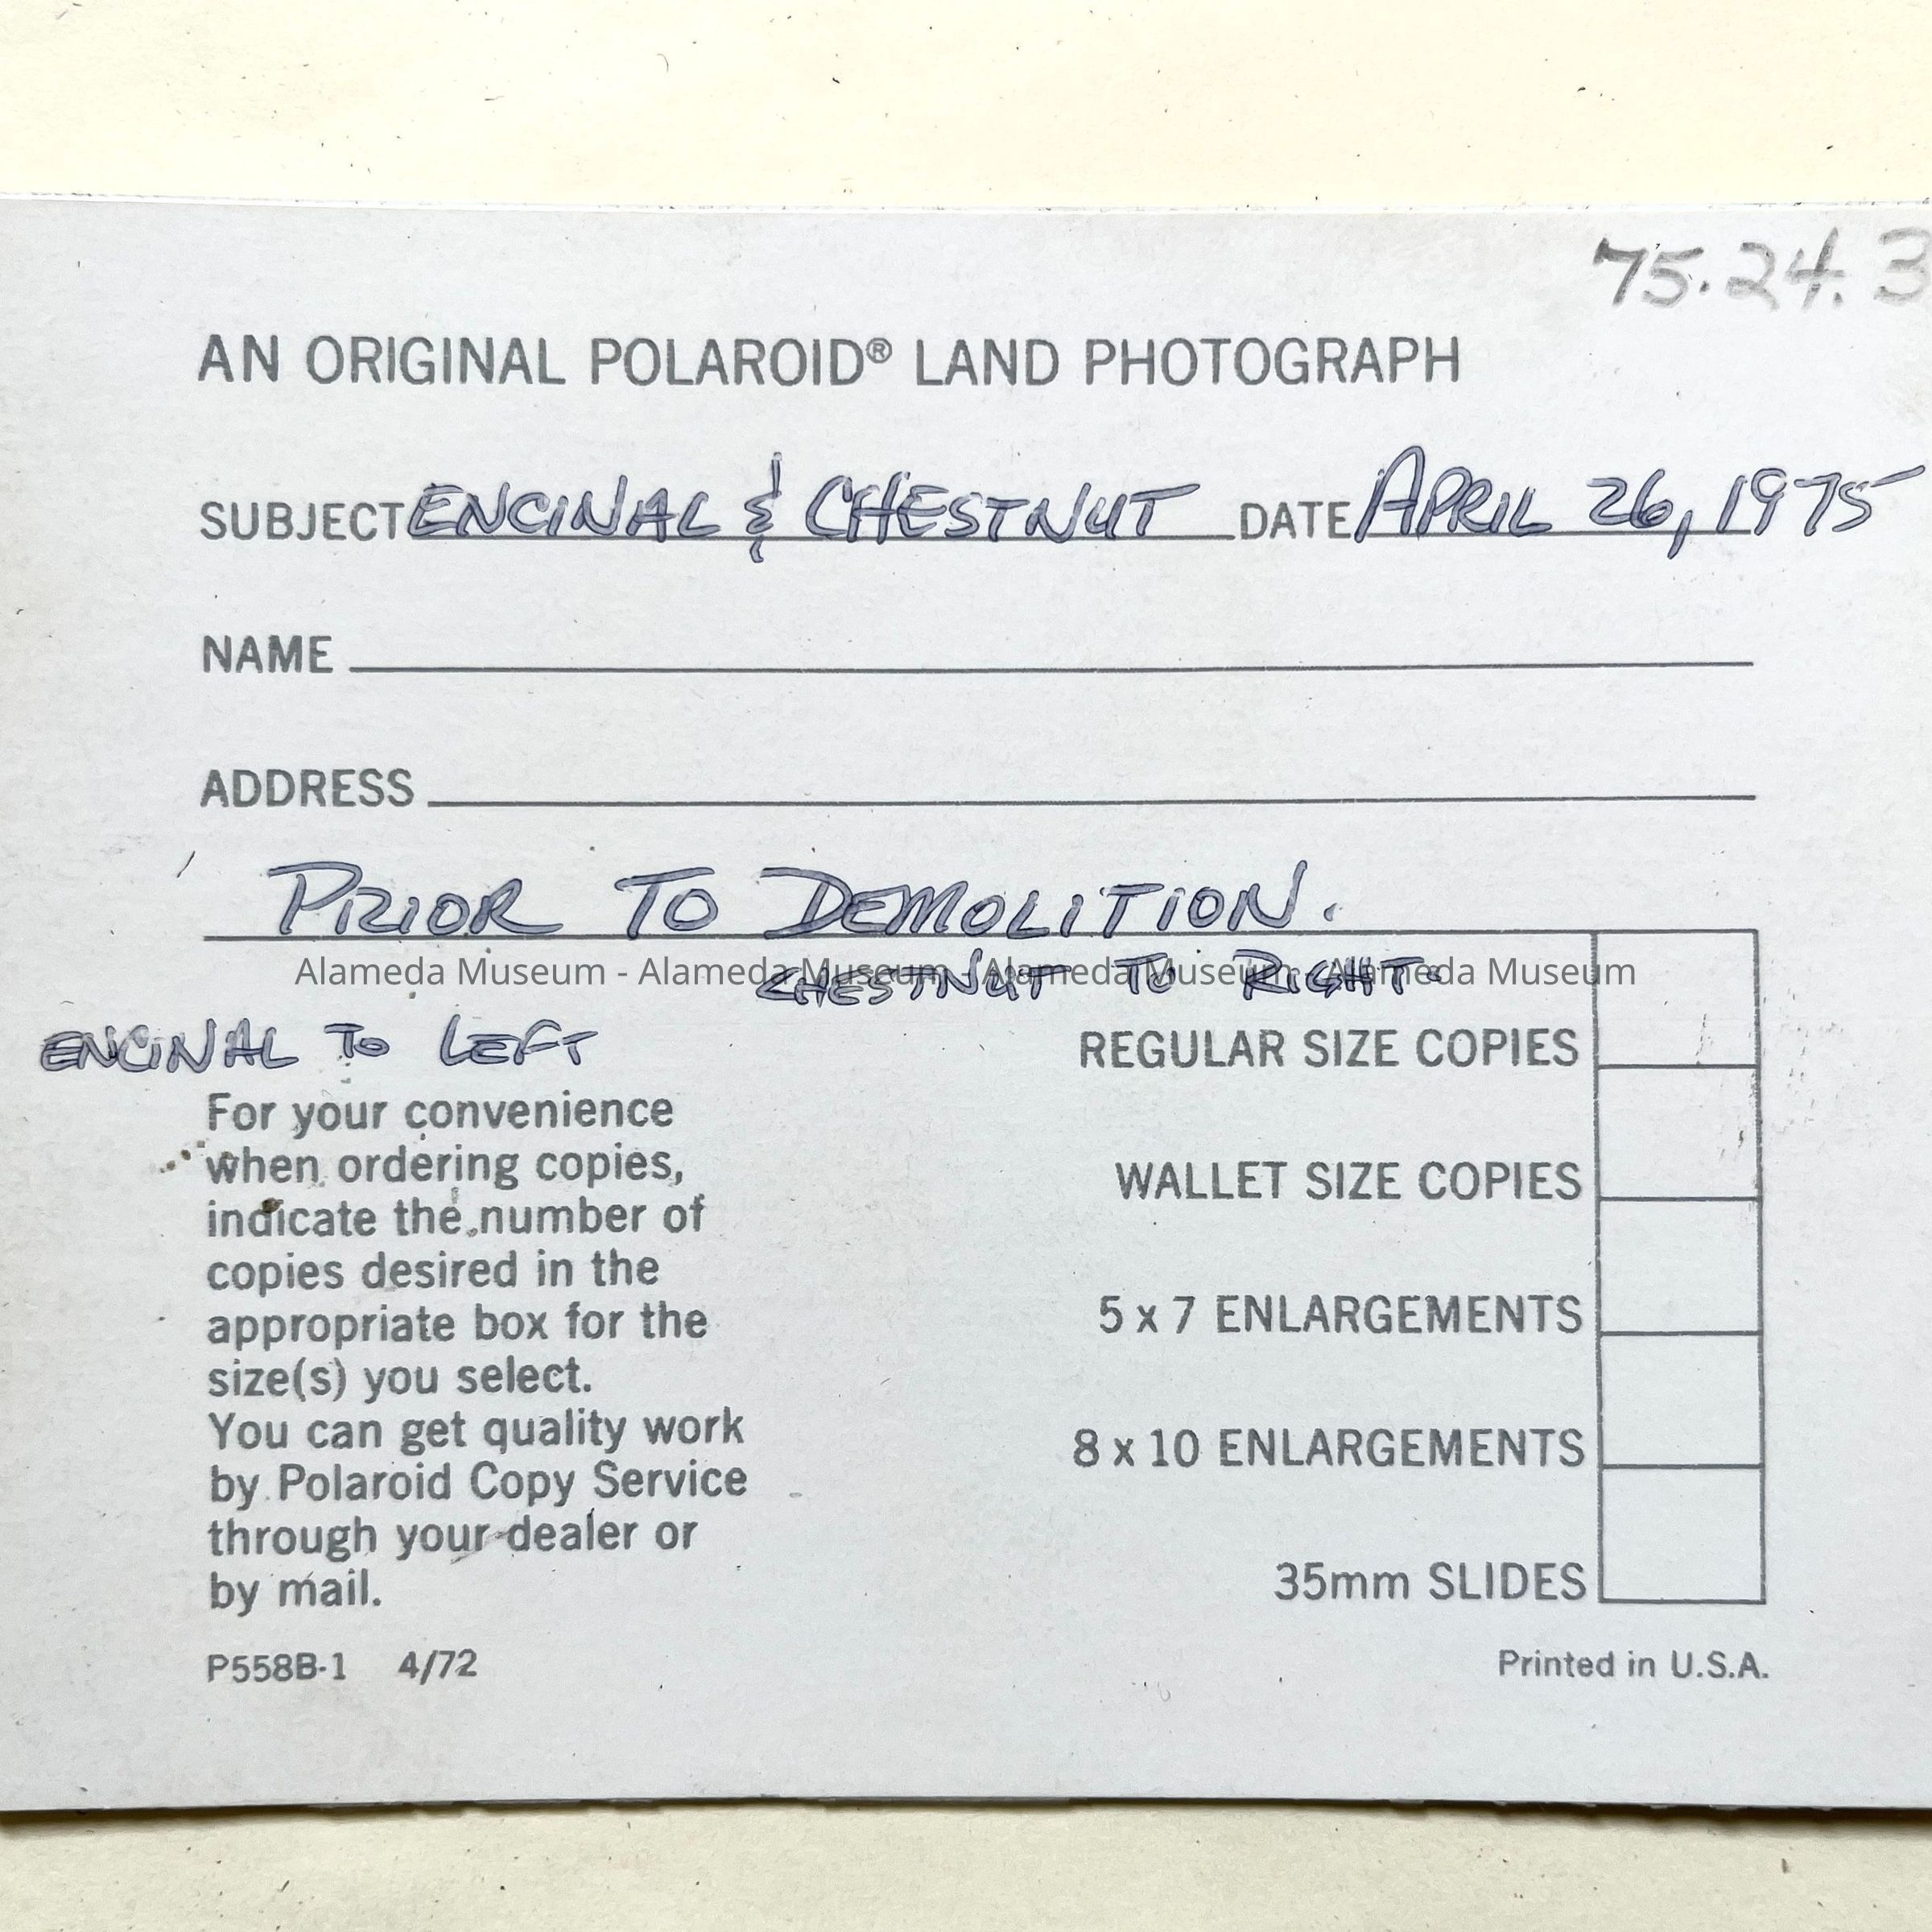 75.24.3
AN ORIGINAL POLAROID® LAND PHOTOGRAPH
SUBJECT ENCINAL & CHESTNUT DATE APRIL 26, 1975
NAME
ADDRESS
PRIOR TO DEMOLITION.
Alameda Museum - Alameda Museum - Alameda Museum - Alameda Museum
CHESTNUT TO RIGHT.
ENCINAL TO LEFT
For your convenience
when ordering copies,
indicate the number of
copies desired in the
appropriate box for the
size(s) you select.
You can get quality work
by Polaroid Copy Service
through your dealer or
by mail.
REGULAR SIZE COPIES
WALLET SIZE COPIES
5 x 7 ENLARGEMENTS
8 x 10 ENLARGEMENTS
35mm SLIDES
P558B-1 4/72
Printed in U.S.A.